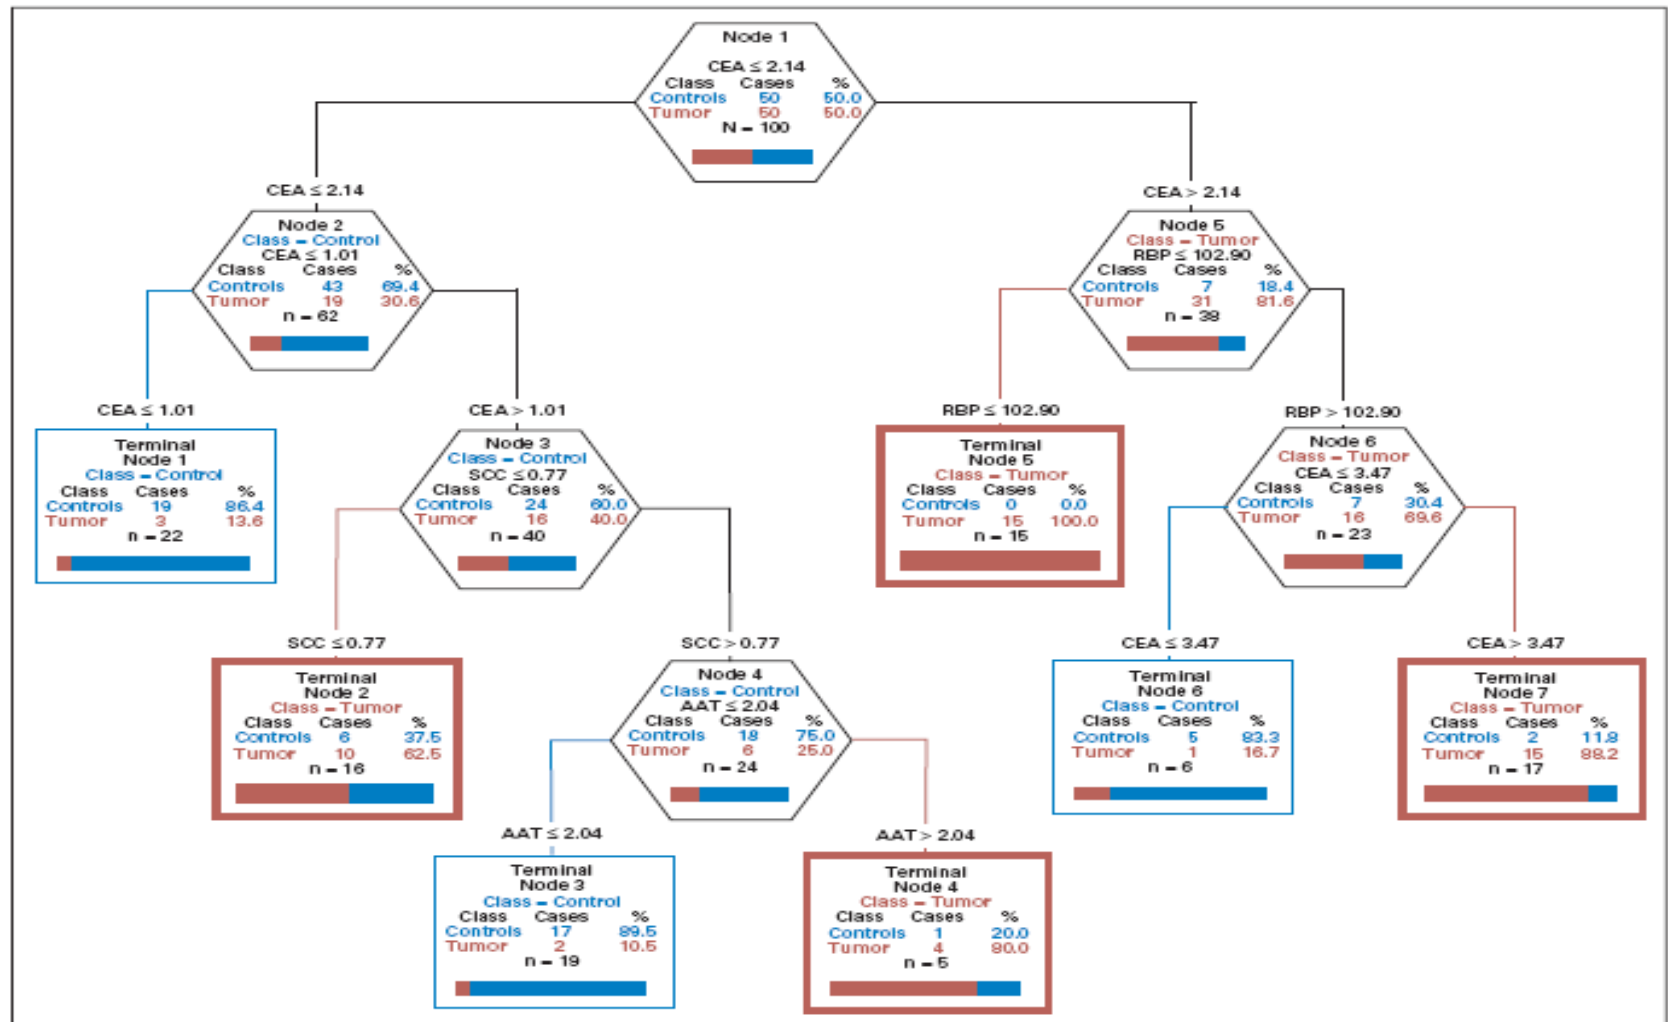 Node 1
CEA ≤ 2.14
Class Cases %
Controls 50 50.0
Tumor 50 50.0
N = 100
CEA ≤ 2.14
Node 2
Class = Control
CEA ≤ 1.01
Class Cases %
Controls 43 69.4
Tumor 19 30.6
n = 62
CEA > 2.14
Node 5
Class = Tumor
RBP ≤ 102.90
Class Cases %
Controls 7 18.4
Tumor 31 81.6
n = 38
CEA ≤ 1.01
Terminal
Node 1
Class = Control
Class Cases %
Controls 19 86.4
Tumor 3 13.6
n = 22
CEA > 1.01
Node 3
Class = Control
SCC ≤0.77
Class Cases %
Controls 24 60.0
Tumor 16 40.0
n = 40
RBP ≤ 102.90
Terminal
Node 5
Class = Tumor
Class Cases %
Controls 0 0.0
Tumor 15 100.0
n = 15
RBP > 102.90
Node 6
Class = Tumor
CEA ≤ 3.47
Class Cases %
Controls 7 30.4
Tumor 16 69.6
n = 23
SCC ≤0.77
Terminal
Node 2
Class = Tumor
Class Cases %
Controls 6 37.5
Tumor 10 62.5
n = 16
SCC > 0.77
Node 4
Class = Control
AAT ≤ 2.04
Class Cases %
Controls 18 75.0
Tumor 6 25.0
n = 24
CEA ≤ 3.47
Terminal
Node 6
Class = Control
Class Cases %
Controls 5 83.3
Tumor 1 16.7
n = 6
CEA > 3.47
Terminal
Node 7
Class = Tumor
Class Cases %
Controls 2 11.8
Tumor 15 88.2
n = 17
AAT ≤ 2.04
Terminal
Node 3
Class = Control
Class Cases %
Controls 17 89.5
Tumor 2 10.5
n = 19
AAT > 2.04
Terminal
Node 4
Class = Tumor
Class Cases %
Controls 1 20.0
Tumor 4 80.0
n = 5